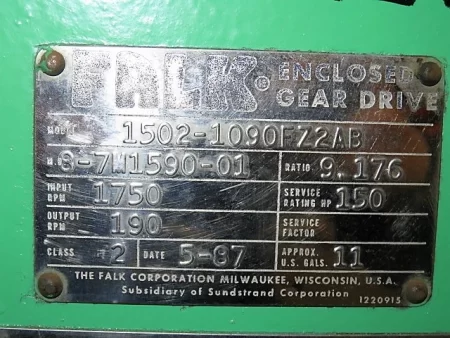 FALK® ENCLOSED
GEAR DRIVE
MODEL 1502-1090FZ2AB
M.O. 8-7M1590-01 RATIO 9.176
INPUT RPM 1750 SERVICE RATING HP 150
OUTPUT RPM 190 SERVICE FACTOR
CLASS 2 DATE 5-87 APPROX. U.S. GALS. 11
THE FALK CORPORATION MILWAUKEE, WISCONSIN, U.S.A.
Subsidiary of Sundstrand Corporation 1220915